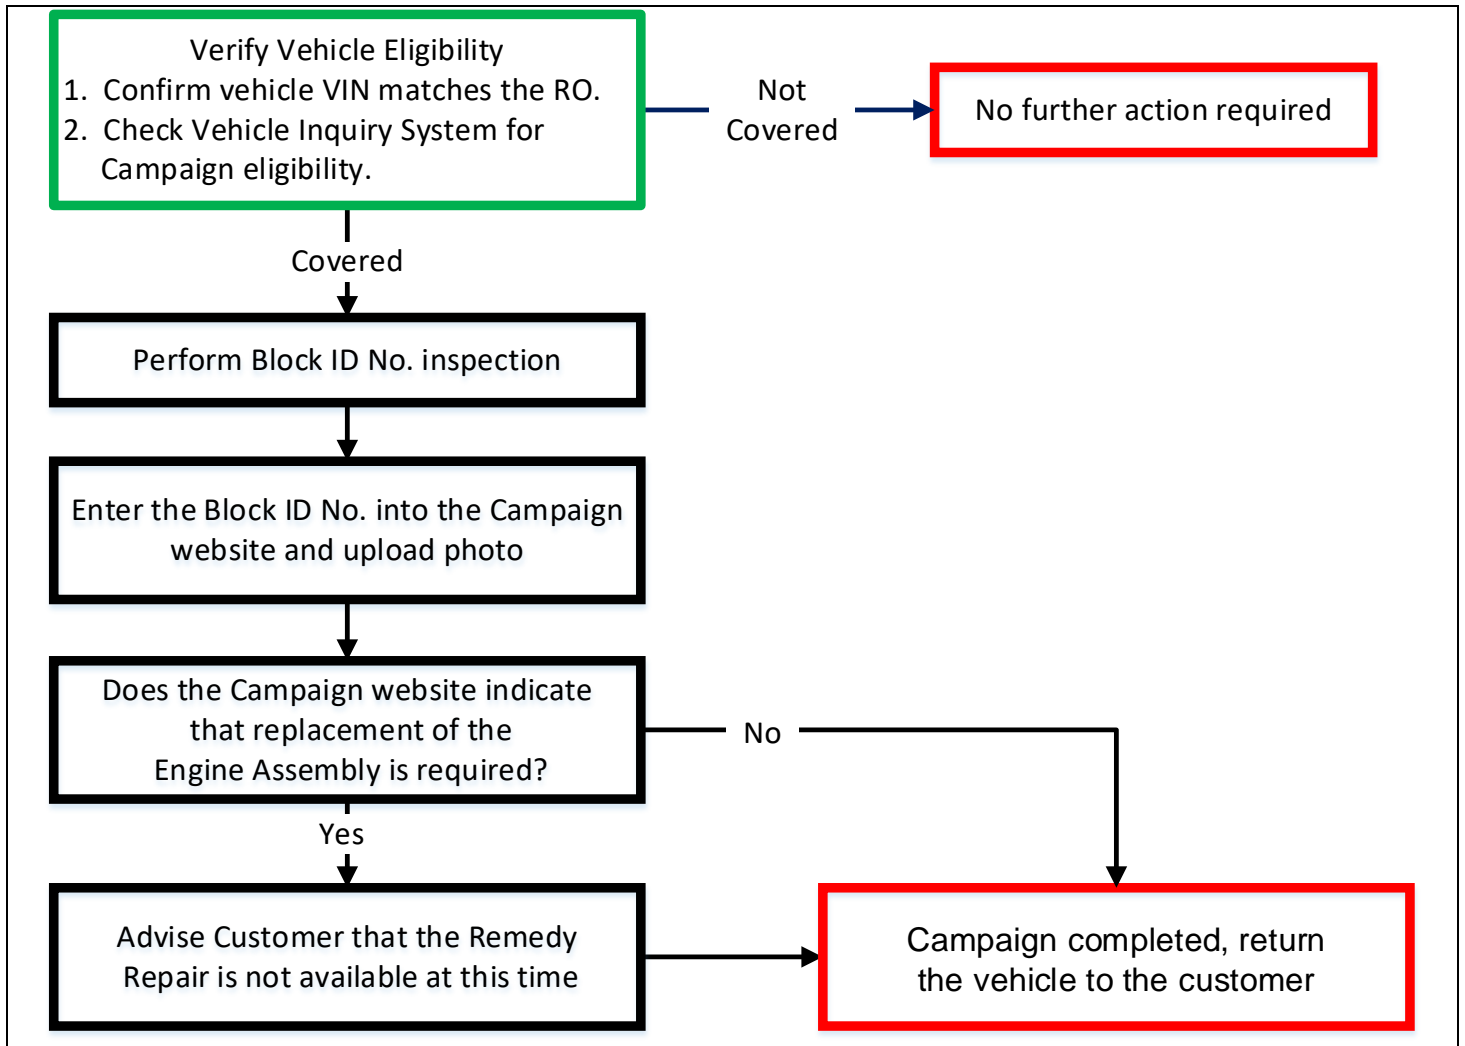 Verify Vehicle Eligibility
1. Confirm vehicle VIN matches the RO.
2. Check Vehicle Inquiry System for
Campaign eligibility.
Not
Covered
No further action required
Covered
Perform Block ID No. inspection
Enter the Block ID No. into the Campaign
website and upload photo
Does the Campaign website indicate
that replacement of the
Engine Assembly is required?
No
Yes
Advise Customer that the Remedy
Repair is not available at this time
Campaign completed, return
the vehicle to the customer